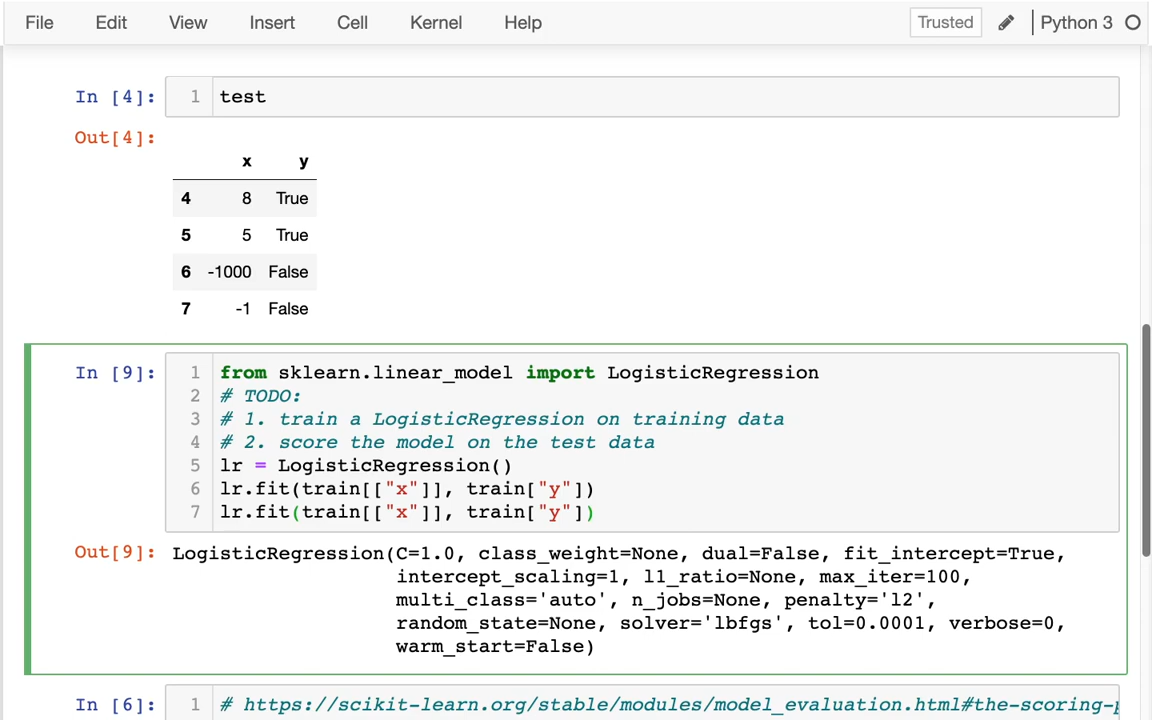 File Edit View Insert Cell Kernel Help Trusted Python 3
In [4]: 1 test
Out[4]:
x y
4 8 True
5 5 True
6 -1000 False
7 -1 False
In [9]: 1 from sklearn.linear_model import LogisticRegression
2 # TODO:
3 # 1. train a LogisticRegression on training data
4 # 2. score the model on the test data
5 lr = LogisticRegression()
6 lr.fit(train[["x"]], train["y"])
7 lr.fit(train[["x"]], train["y"])
Out[9]: LogisticRegression(C=1.0, class_weight=None, dual=False, fit_intercept=True,
intercept_scaling=1, l1_ratio=None, max_iter=100,
multi_class='auto', n_jobs=None, penalty='l2',
random_state=None, solver='lbfgs', tol=0.0001, verbose=0,
warm_start=False)
In [6]: 1 # https://scikit-learn.org/stable/modules/model_evaluation.html#the-scoring-